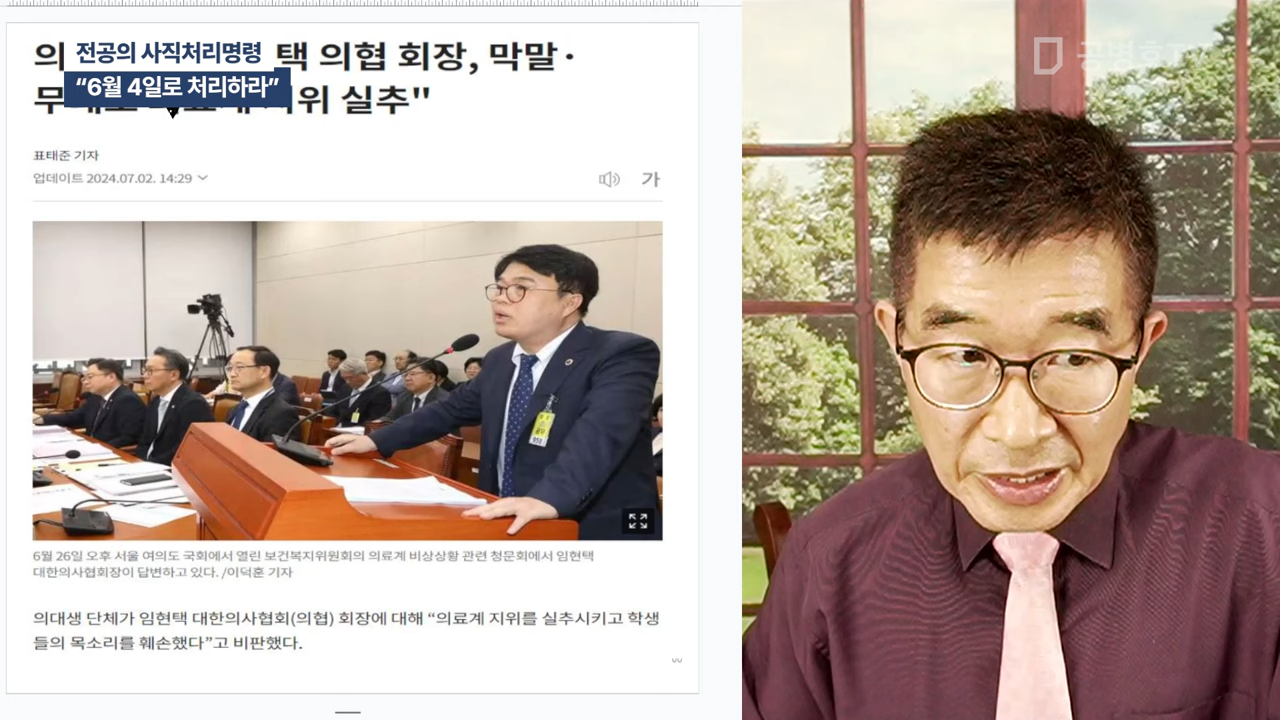 전공의 사직처리명령
“6월 4일로 처리하라”
의 택 의협 회장, 막말·
위 실추"
표태준 기자
업데이트 2024.07.02. 14:29
가
6월 26일 오후 서울 여의도 국회에서 열린 보건복지위원회의 의료계 비상상황 관련 청문회에서 임현택
대한의사협회장이 답변하고 있다. /이덕훈 기자
의대생 단체가 임현택 대한의사협회(의협) 회장에 대해 “의료계 지위를 실추시키고 학생
들의 목소리를 훼손했다”고 비판했다.
공병호TV